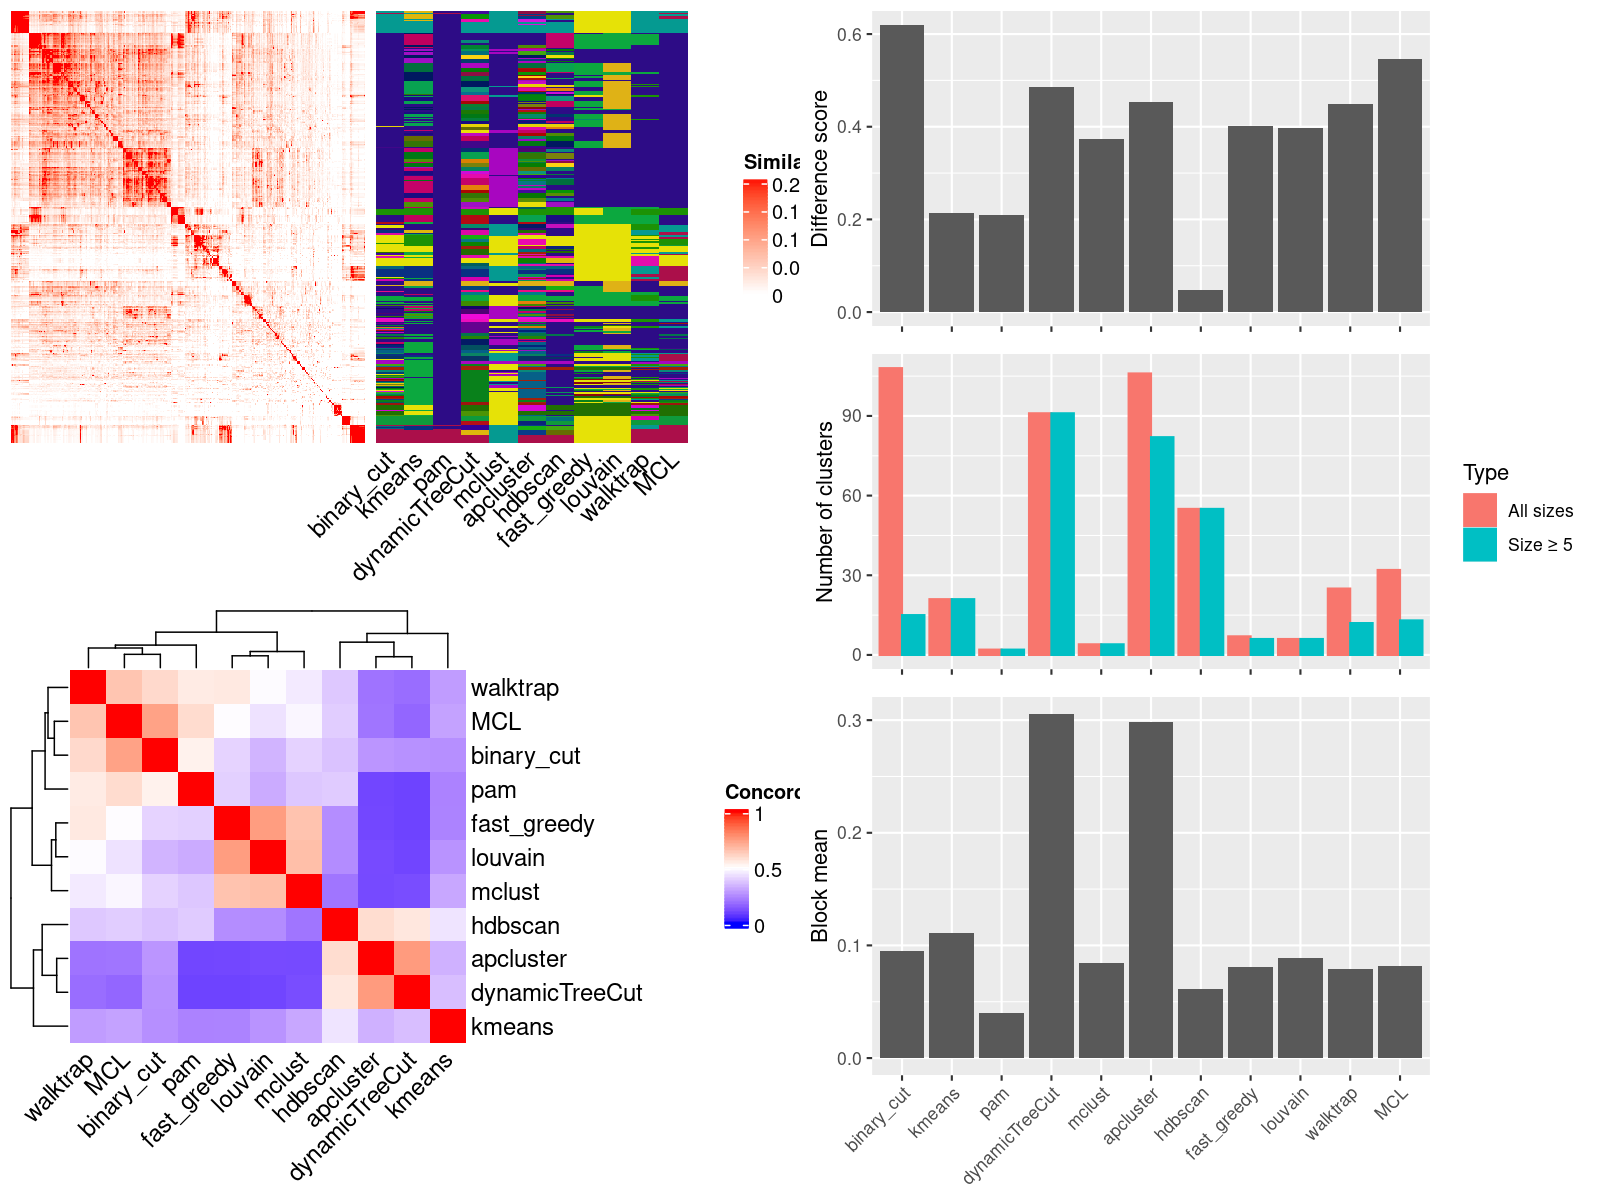 Simila
0.2
0.1
0.1
0.0
0
binary_cut
kmeans
pam
dynamicTreeCut
mclust
apcluster
hdbscan
fast_greedy
louvain
walktrap
MCL
walktrap
MCL
binary_cut
pam
fast_greedy
louvain
mclust
hdbscan
apcluster
dynamicTreeCut
kmeans
walktrap
MCL
binary_cut
pam
fast_greedy
louvain
mclust
hdbscan
apcluster
dynamicTreeCut
kmeans
Concord
1
0.5
0
Difference score
0.6
0.4
0.2
0.0
Number of clusters
90
60
30
0
Type
All sizes
Size ≥ 5
Block mean
0.3
0.2
0.1
0.0
binary_cut
kmeans
pam
dynamicTreeCut
mclust
apcluster
hdbscan
fast_greedy
louvain
walktrap
MCL